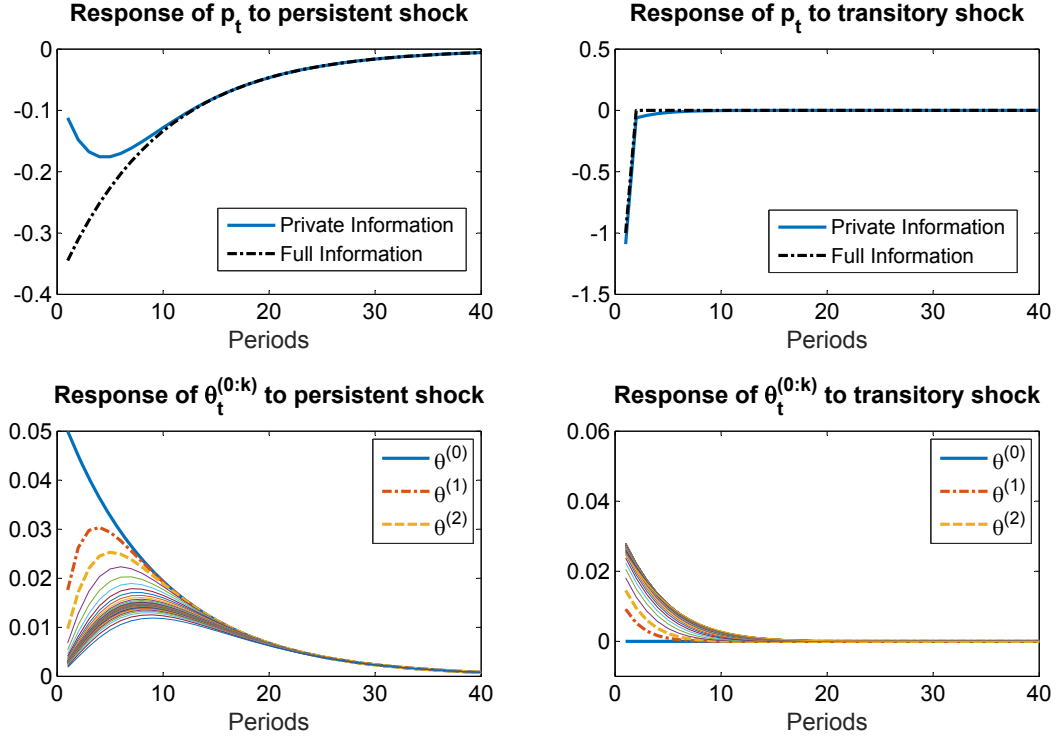 Response of p_t to persistent shock
0
-0.1
-0.2
-0.3
-0.4
0 10 20 30 40
Private Information
Full Information
Periods
Response of p_t to transitory shock
0.5
0
-0.5
-1
-1.5
0 10 20 30 40
Private Information
Full Information
Periods
Response of θ_t^(0:k) to persistent shock
0.05
0.04
0.03
0.02
0.01
0
0 10 20 30 40
θ^(0)
θ^(1)
θ^(2)
Periods
Response of θ_t^(0:k) to transitory shock
0.06
0.04
0.02
0
0 10 20 30 40
θ^(0)
θ^(1)
θ^(2)
Periods